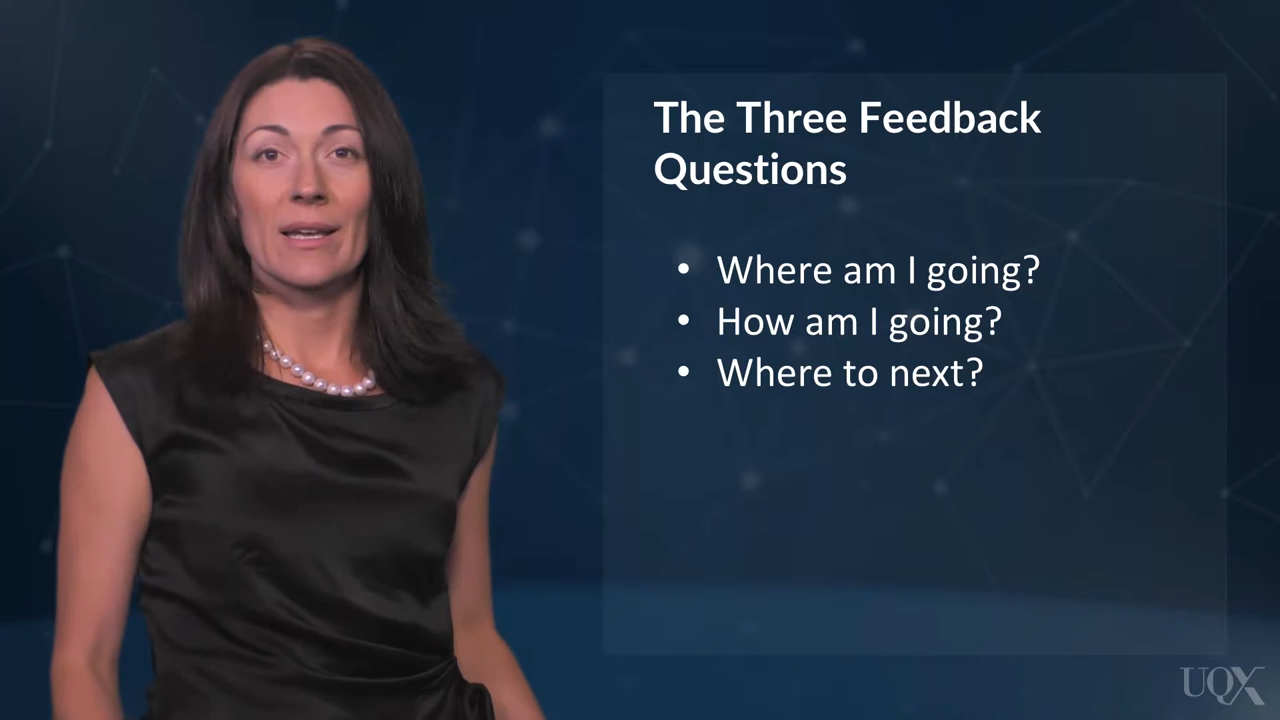 The Three Feedback
Questions
• Where am I going?
• How am I going?
• Where to next?
UQX